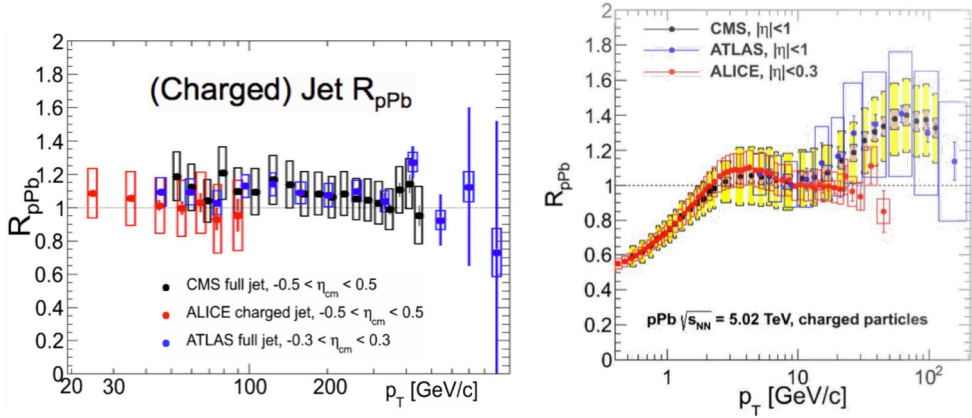 (Charged) Jet R_pPb
R_pPb
2
1.8
1.6
1.4
1.2
1
0.8
0.6
0.4
0.2
0
20
30
100
200
p_T [GeV/c]
CMS full jet, -0.5 < η_cm < 0.5
ALICE charged jet, -0.5 < η_cm < 0.5
ATLAS full jet, -0.3 < η_cm < 0.3
R_pPb
2
1.8
1.6
1.4
1.2
1
0.8
0.6
0.4
0.2
0
CMS, |η|<1
ATLAS, |η|<1
ALICE, |η|<0.3
pPb √s_NN = 5.02 TeV, charged particles
1
10
10²
p_T [GeV/c]